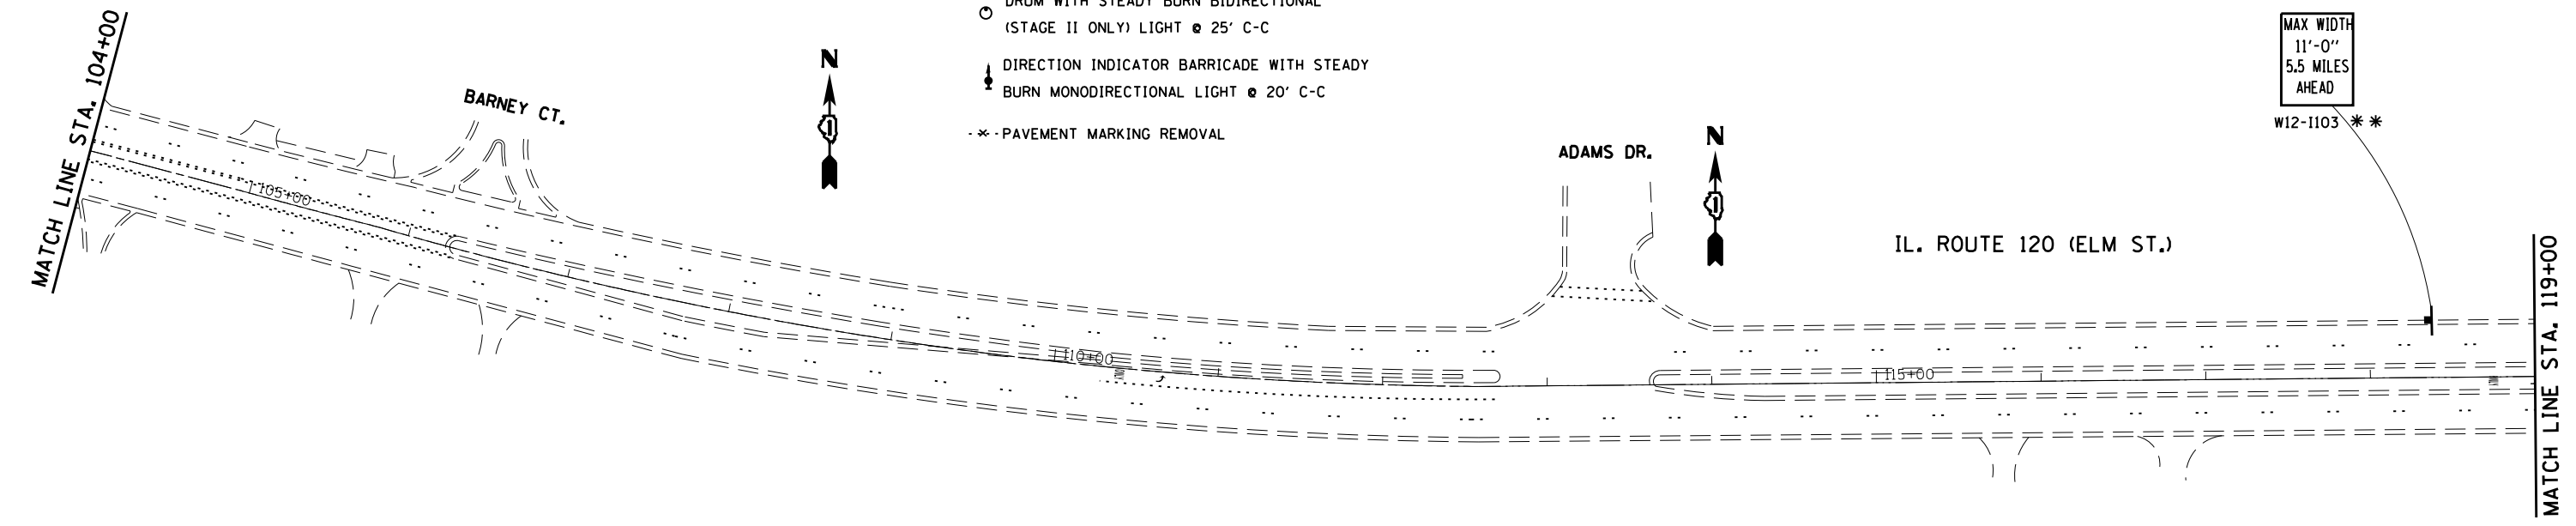 DRUM WITH STEADY BURN BIDIRECTIONAL
(STAGE II ONLY) LIGHT @ 25' C-C
DIRECTION INDICATOR BARRICADE WITH STEADY
BURN MONODIRECTIONAL LIGHT @ 20' C-C
PAVEMENT MARKING REMOVAL
MATCH LINE STA. 104+00
BARNEY CT.
N
105+00
110+00
ADAMS DR.
N
IL. ROUTE 120 (ELM ST.)
115+00
MAX WIDTH
11'-0"
5.5 MILES
AHEAD
W12-I103 **
MATCH LINE STA. 119+00